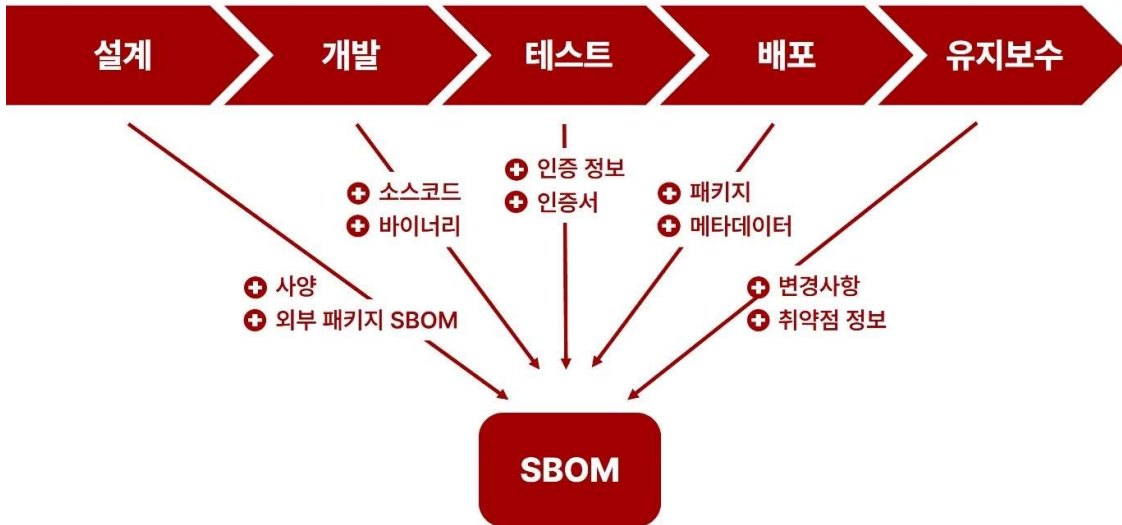 설계
개발
테스트
배포
유지보수
인증 정보
인증서
소스코드
바이너리
패키지
메타데이터
사양
외부 패키지 SBOM
변경사항
취약점 정보
SBOM